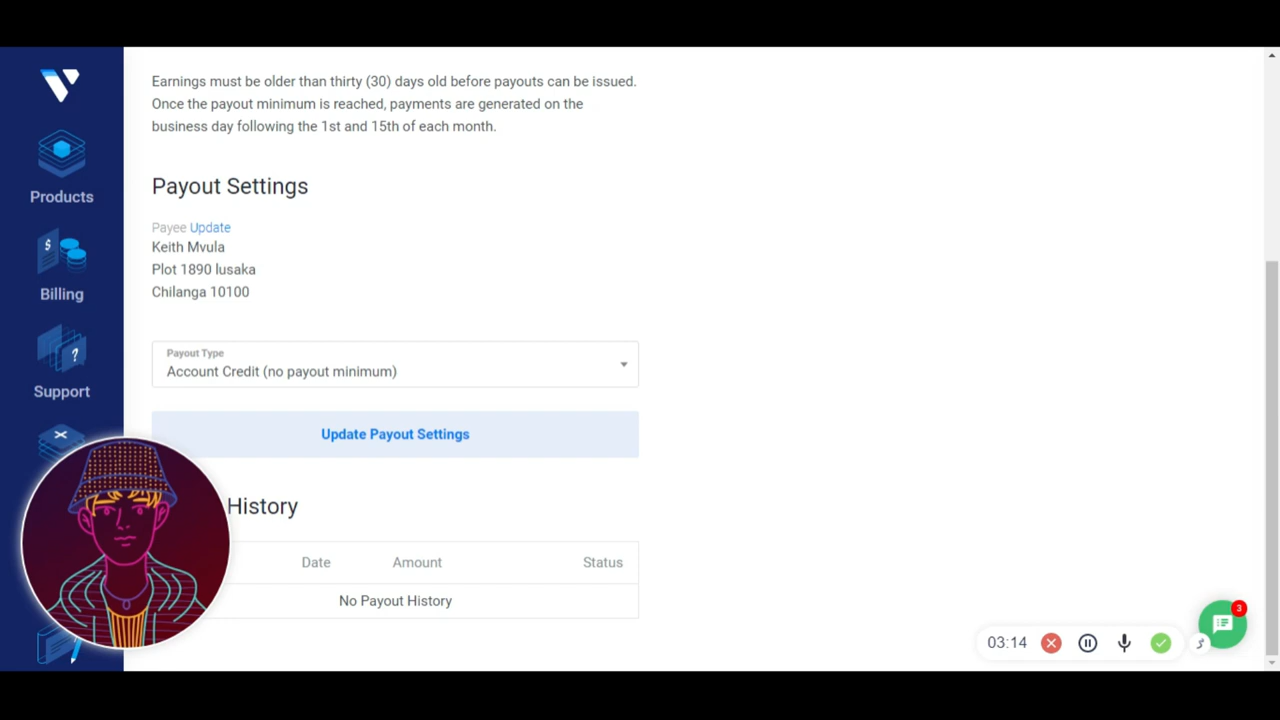 Earnings must be older than thirty (30) days old before payouts can be issued.
Once the payout minimum is reached, payments are generated on the
business day following the 1st and 15th of each month.
Products
Billing
Support
Payout Settings
Payee Update
Keith Mvula
Plot 1890 lusaka
Chilanga 10100
Payout Type
Account Credit (no payout minimum)
Update Payout Settings
History
Date Amount Status
No Payout History
03:14
3